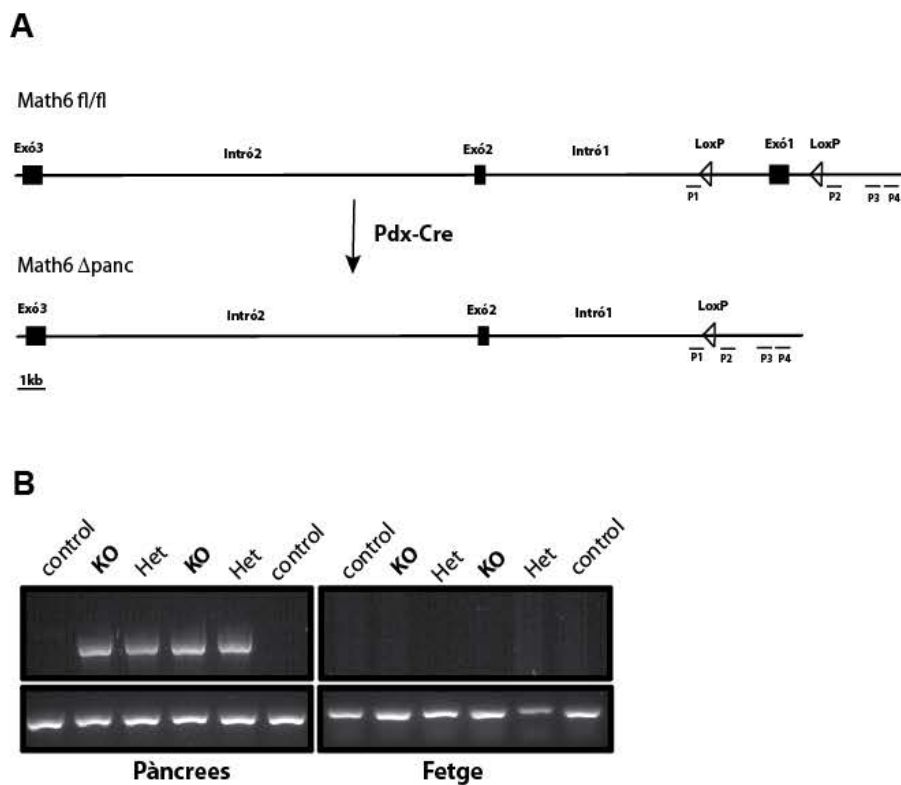 A
Math6 fl/fl
Exó3 Intró2 Exó2 Intró1 LoxP Exó1 LoxP
P1 P2 P3 P4
Pdx-Cre
Math6 Δpanc
Exó3 Intró2 Exó2 Intró1 LoxP
P1 P2 P3 P4
1kb
B
control KO Het KO Het control control KO Het KO Het control
Pàncrees Fetge